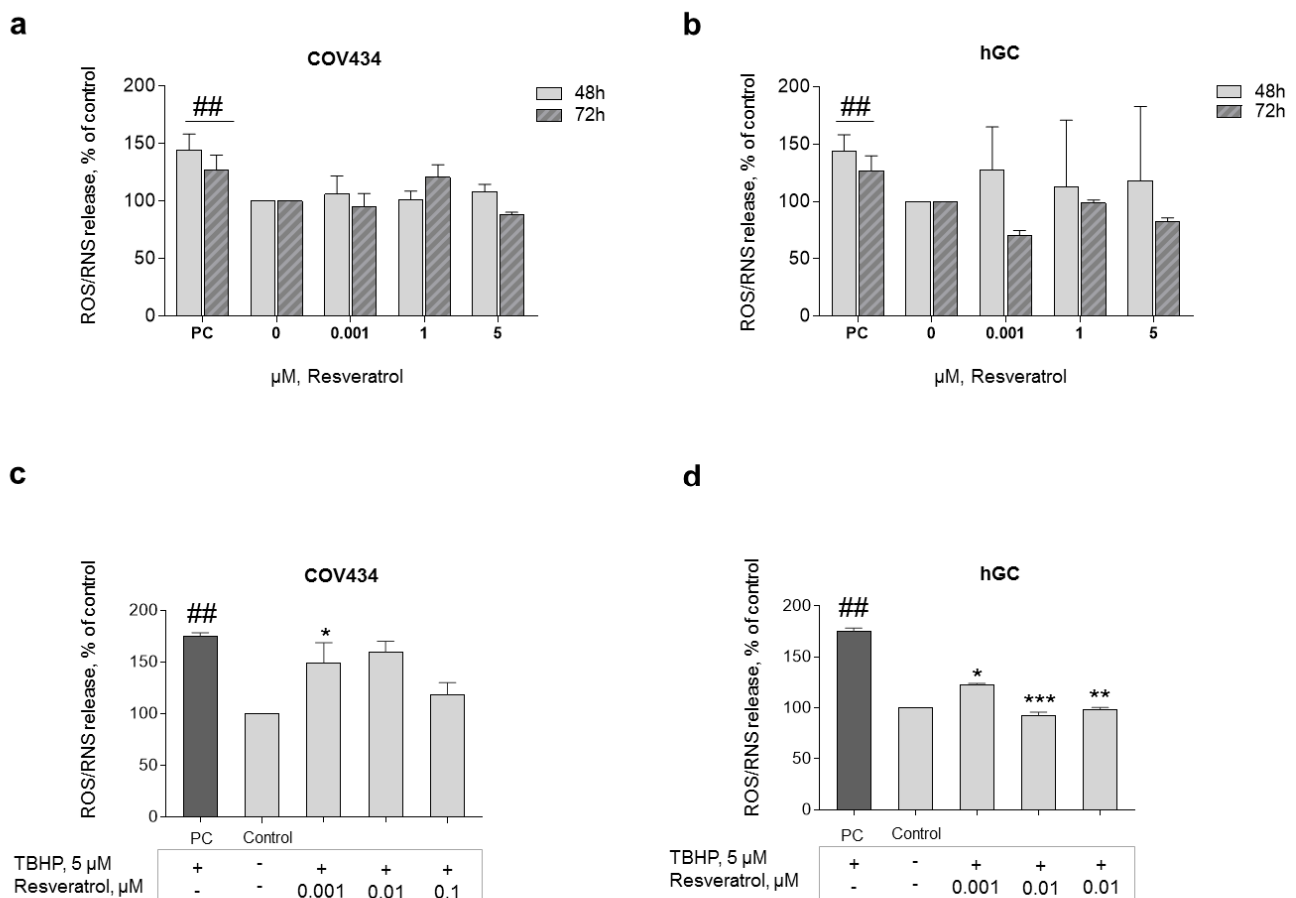 a
COV434
ROS/RNS release, % of control
200
150
100
50
0
##
48h
72h
PC 0 0.001 1 5
µM, Resveratrol
b
hGC
ROS/RNS release, % of control
200
150
100
50
0
##
48h
72h
PC 0 0.001 1 5
µM, Resveratrol
c
COV434
ROS/RNS release, % of control
200
150
100
50
0
##
*
PC Control
TBHP, 5 µM + - + + +
Resveratrol, µM - - 0.001 0.01 0.1
d
hGC
ROS/RNS release, % of control
200
150
100
50
0
##
* *** **
PC Control
TBHP, 5 µM + - + + +
Resveratrol, µM - - 0.001 0.01 0.01